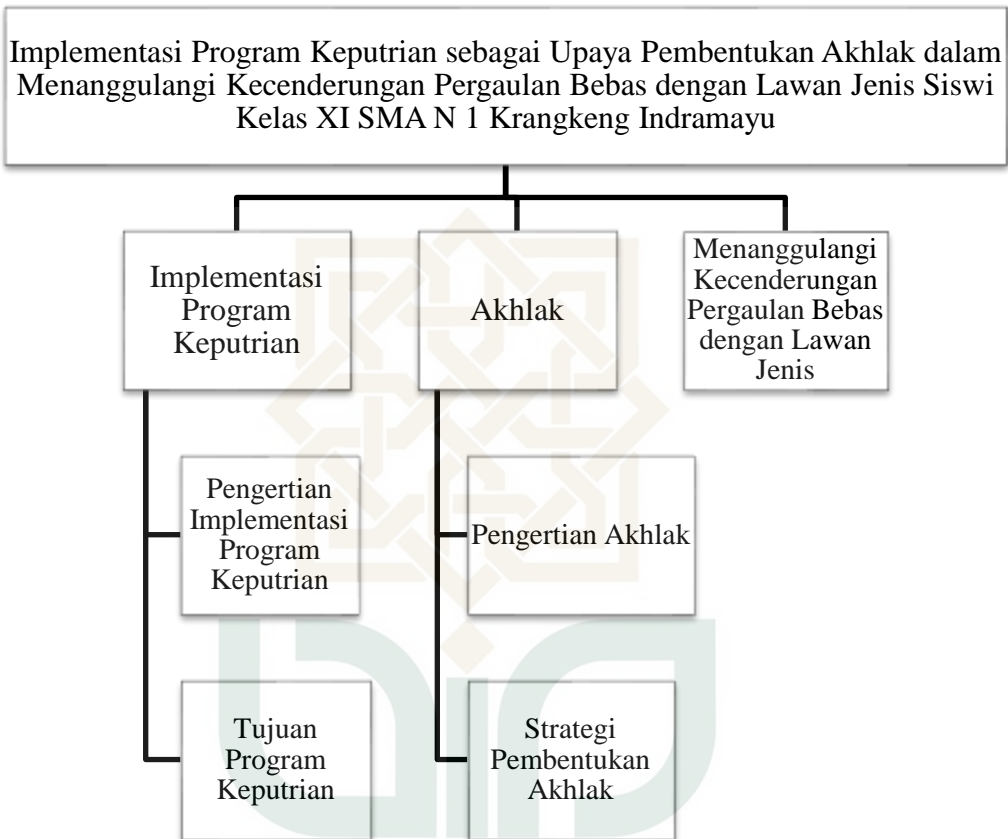 Implementasi Program Keputrian sebagai Upaya Pembentukan Akhlak dalam
Menanggulangi Kecenderungan Pergaulan Bebas dengan Lawan Jenis Siswi
Kelas XI SMA N 1 Krangkeng Indramayu
Implementasi
Program
Keputrian
Akhlak
Menanggulangi
Kecenderungan
Pergaulan Bebas
dengan Lawan
Jenis
Pengertian
Implementasi
Program
Keputrian
Pengertian Akhlak
Tujuan
Program
Keputrian
Strategi
Pembentukan
Akhlak